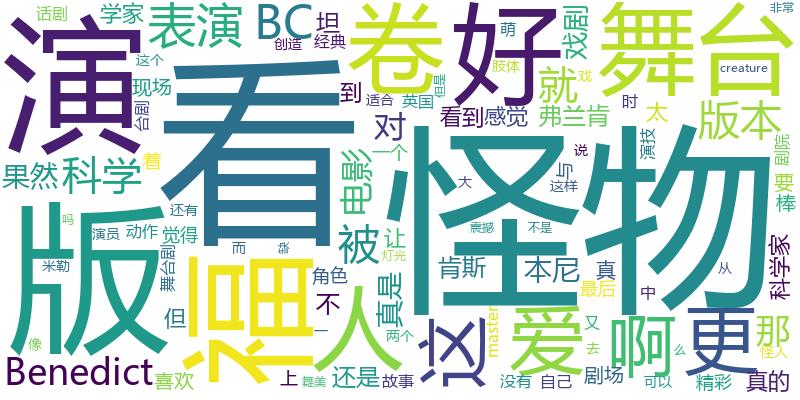 话剧
学家
表演
BC
坦
萌
戏剧
非常
创造
经典
这个
现场
台剧
演
看
卷
好
舞台
肢体
但是
creature
到
英国
看到
感觉
就
弗兰肯
时
太
版本
对
适合
戏
果然
科学
着
电影
一个
与
说
演技
剧院
要
棒
怪物
大
这样
吗
还有
演员
动作
觉得
舞台剧
而
被
让
震撼
不是
灯光
版
福
米勒
角色
真是
肯斯
本尼
真
从
中
科学家
但
人
不
一
两个
这
master
爱
最后
又
去
啊
更
么
那
怪人
像
Benedict
喜欢
上
舞美
还是
故事
没有
自己
剧场
可以
精彩
真的